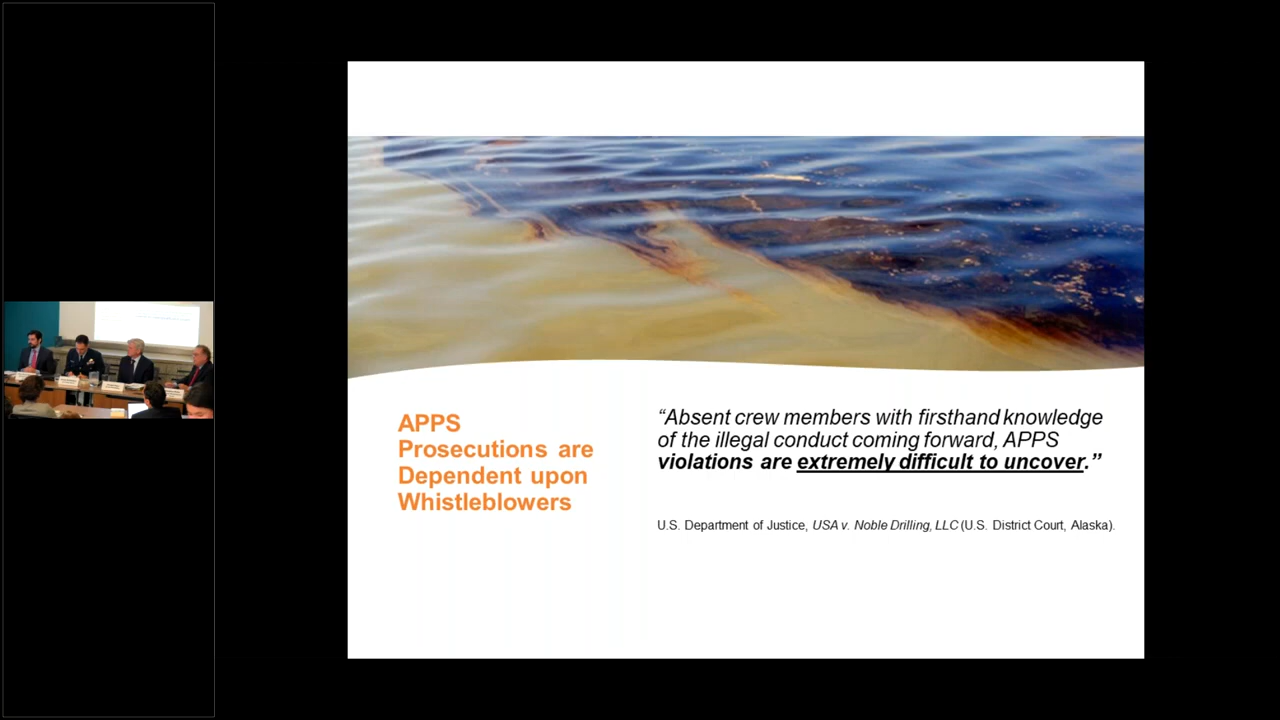 APPS
Prosecutions are
Dependent upon
Whistleblowers
“Absent crew members with firsthand knowledge
of the illegal conduct coming forward, APPS
violations are extremely difficult to uncover.”
U.S. Department of Justice, USA v. Noble Drilling, LLC (U.S. District Court, Alaska).